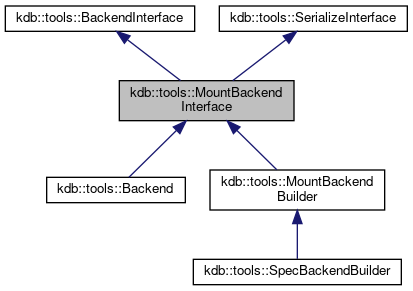 kdb::tools::BackendInterface
kdb::tools::SerializeInterface
kdb::tools::MountBackend
Interface
kdb::tools::Backend
kdb::tools::MountBackend
Builder
kdb::tools::SpecBackendBuilder